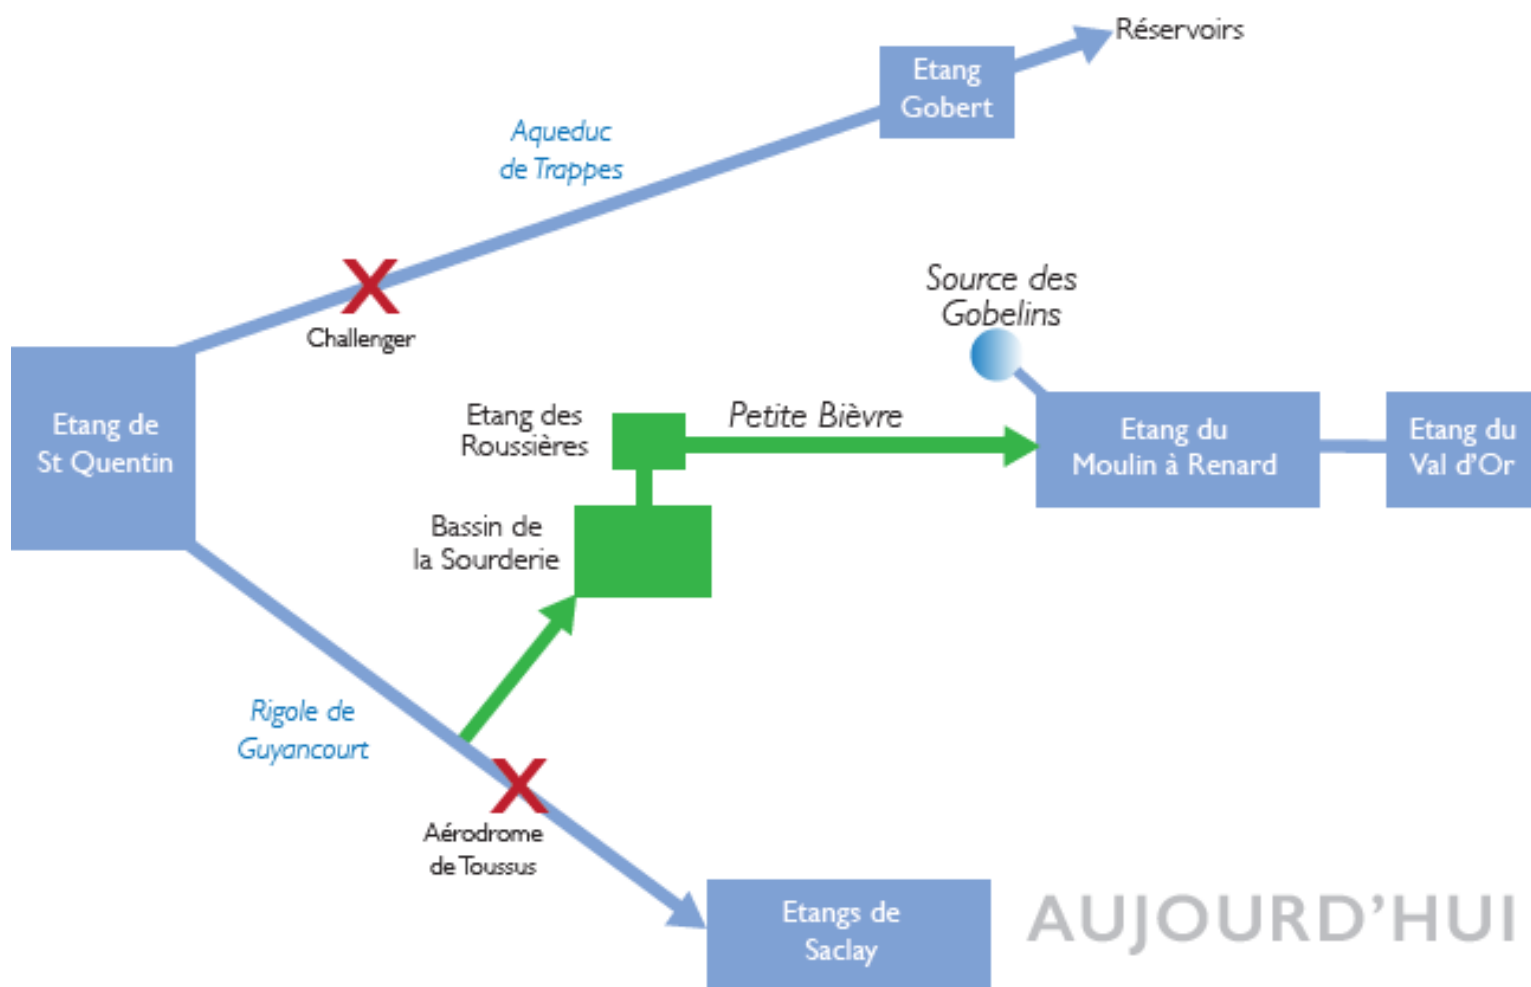 Réservoirs
Etang
Gobert
Aqueduc
de Trappes
Source des
Gobelins
Challenger
Etang de
St Quentin
Etang des
Roussières
Petite Bièvre
Etang du
Moulin à Renard
Etang du
Val d'Or
Bassin de
la Sourderie
Rigole de
Guyancourt
Aérodrome
de Toussus
Etangs de
Saclay
AUJOURD'HUI